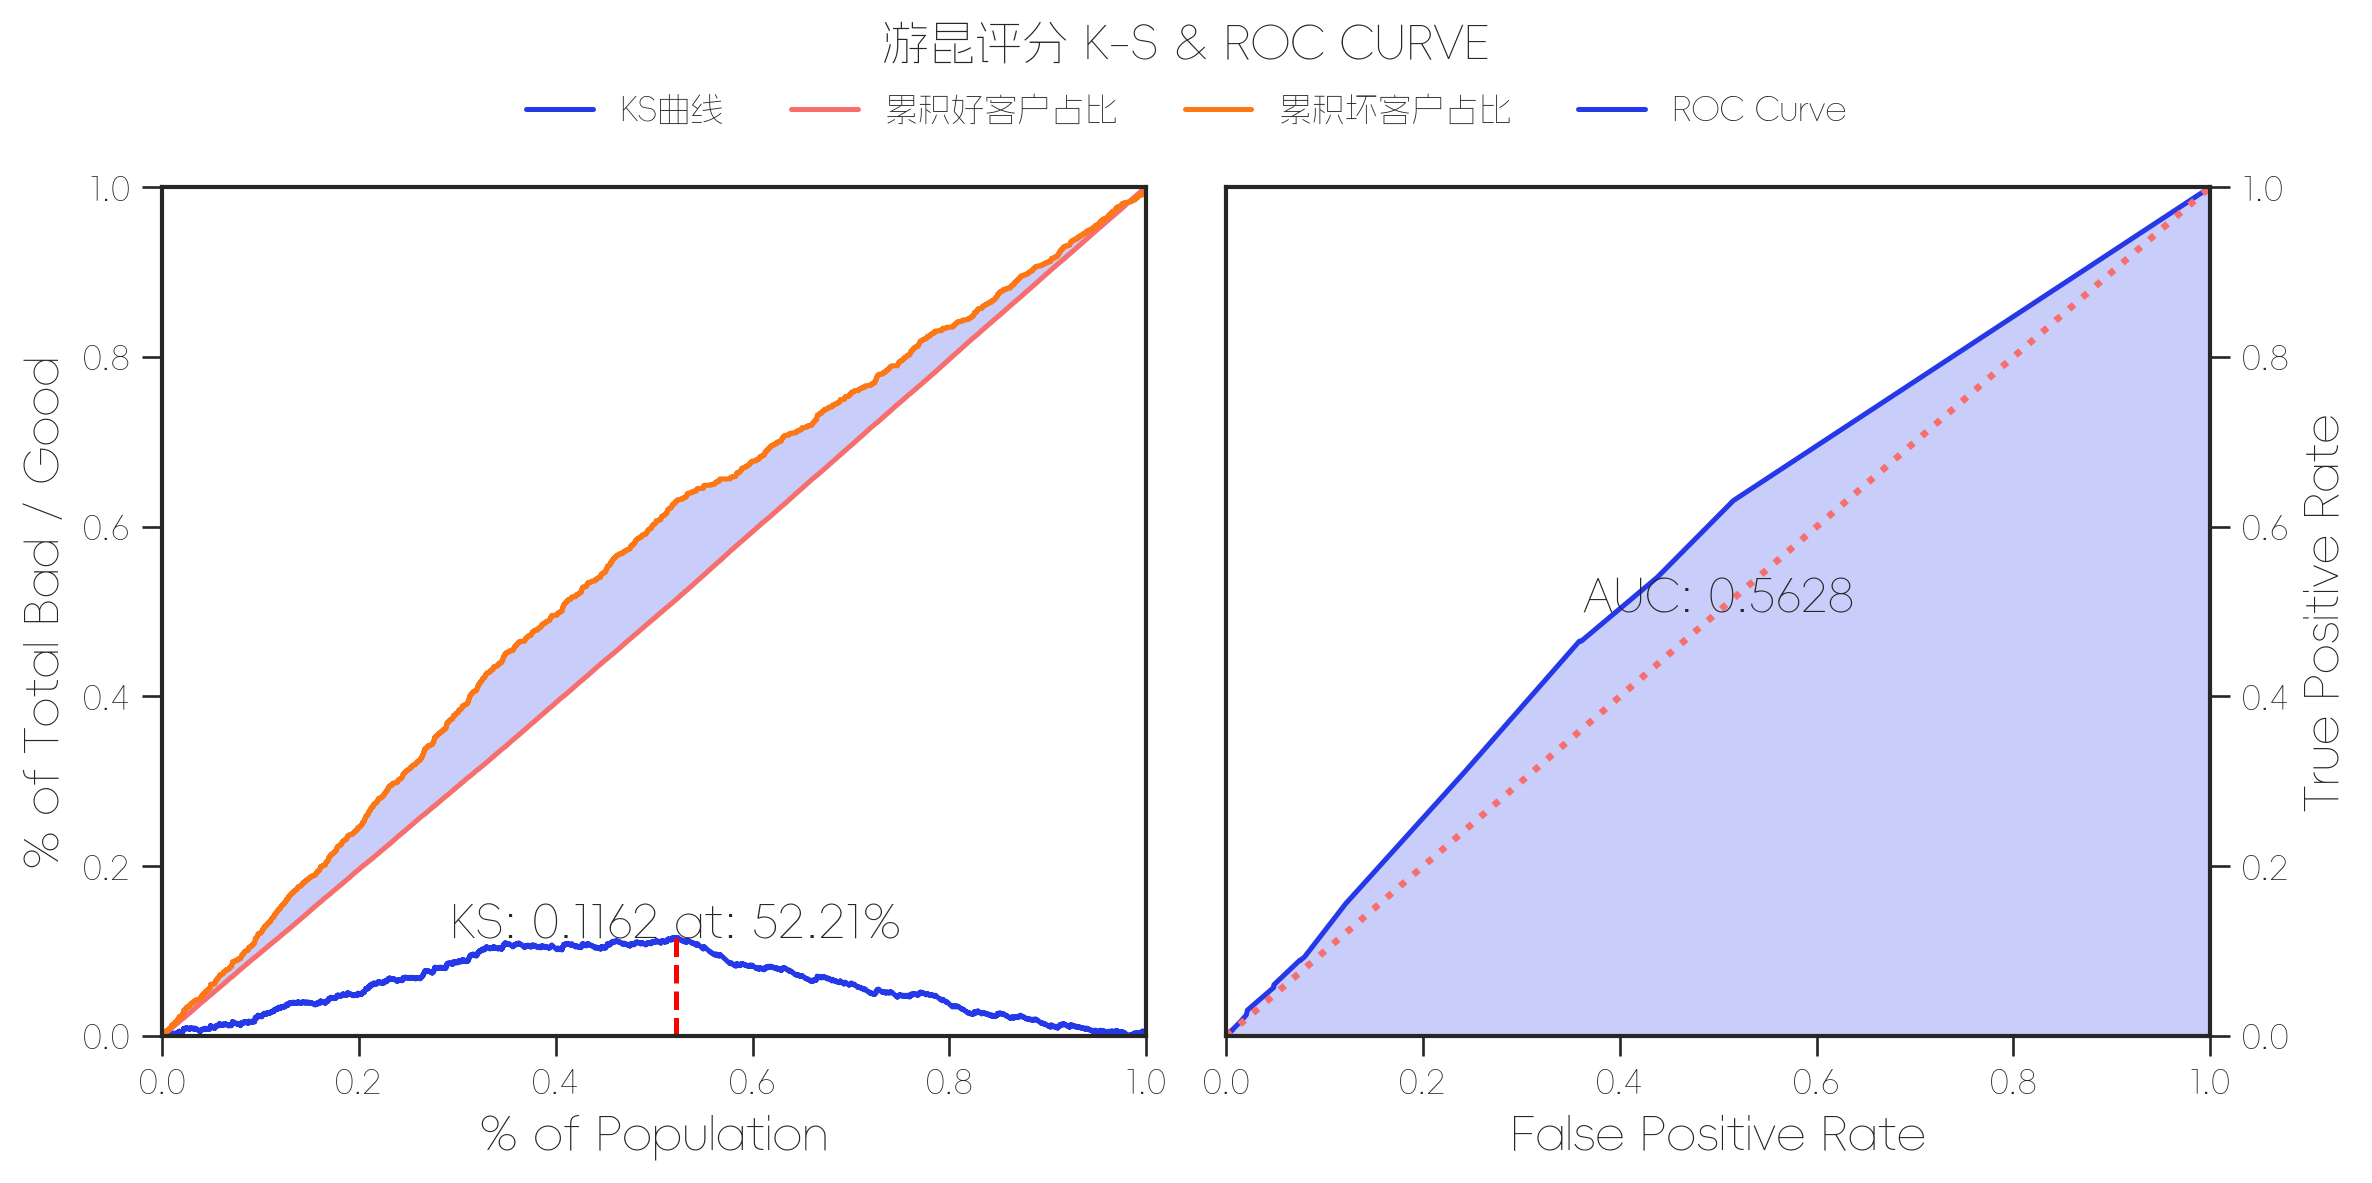 游昆评分 K-S & ROC CURVE
KS曲线 累积好客户占比 累积坏客户占比 ROC Curve
% of Total Bad / Good
1.0
0.8
0.6
0.4
0.2
0.0
KS: 0.1162 at: 52.21%
0.0 0.2 0.4 0.6 0.8 1.0
% of Population
AUC: 0.5628
0.0 0.2 0.4 0.6 0.8 1.0
False Positive Rate
1.0
0.8
0.6
0.4
0.2
0.0
True Positive Rate